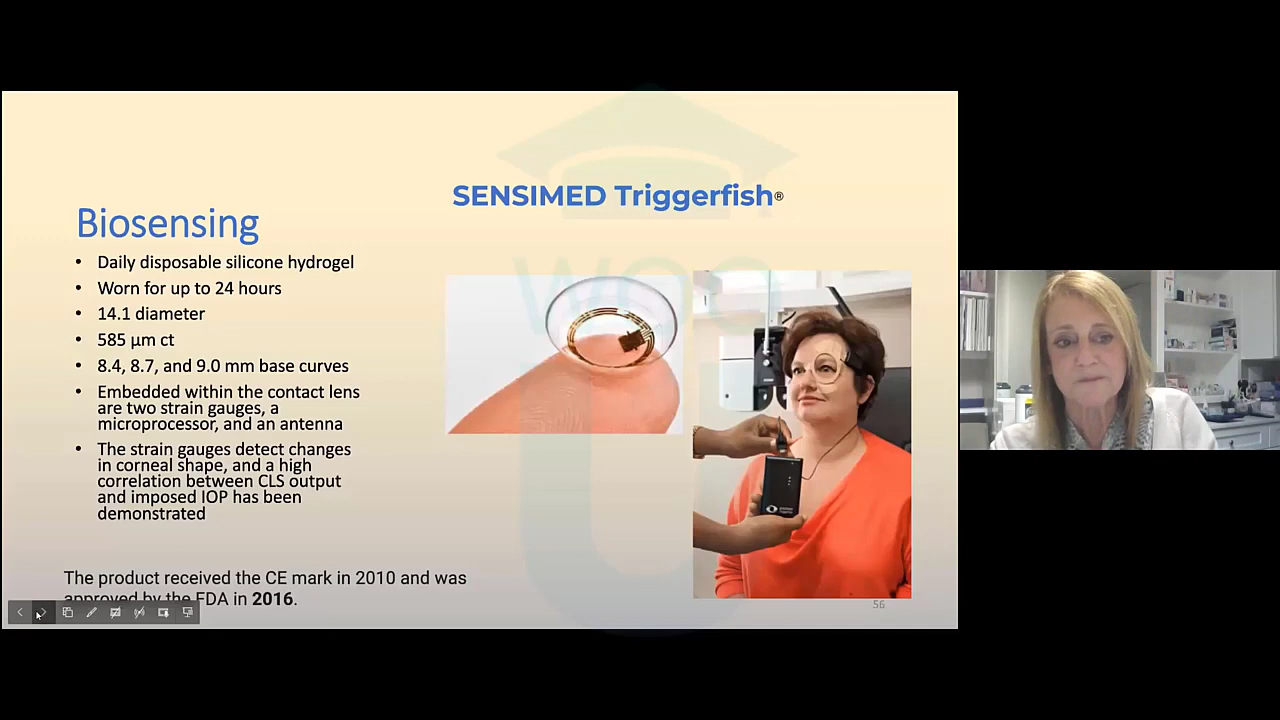 SENSIMED Triggerfish®
Biosensing
• Daily disposable silicone hydrogel
• Worn for up to 24 hours
• 14.1 diameter
• 585 µm ct
• 8.4, 8.7, and 9.0 mm base curves
• Embedded within the contact lens
are two strain gauges, a
microprocessor, and an antenna
• The strain gauges detect changes
in corneal shape, and a high
correlation between CLS output
and imposed IOP has been
demonstrated
The product received the CE mark in 2010 and was
approved by the FDA in 2016.
56